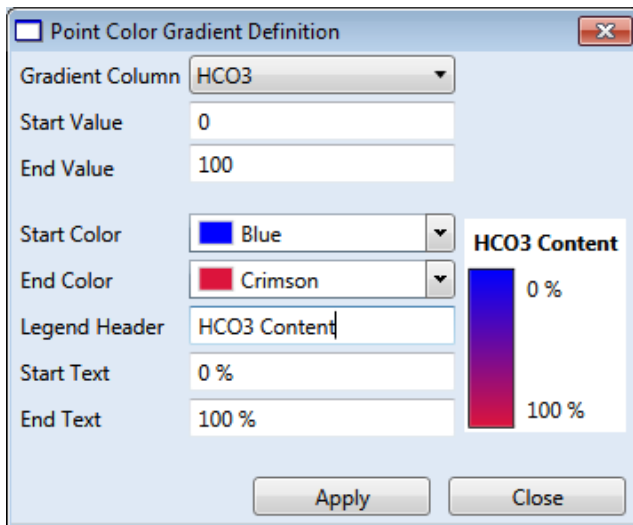 Point Color Gradient Definition
Gradient Column HCO3
Start Value 0
End Value 100
Start Color Blue
End Color Crimson
Legend Header HCO3 Content
Start Text 0 %
End Text 100 %
HCO3 Content
0 %
100 %
Apply Close